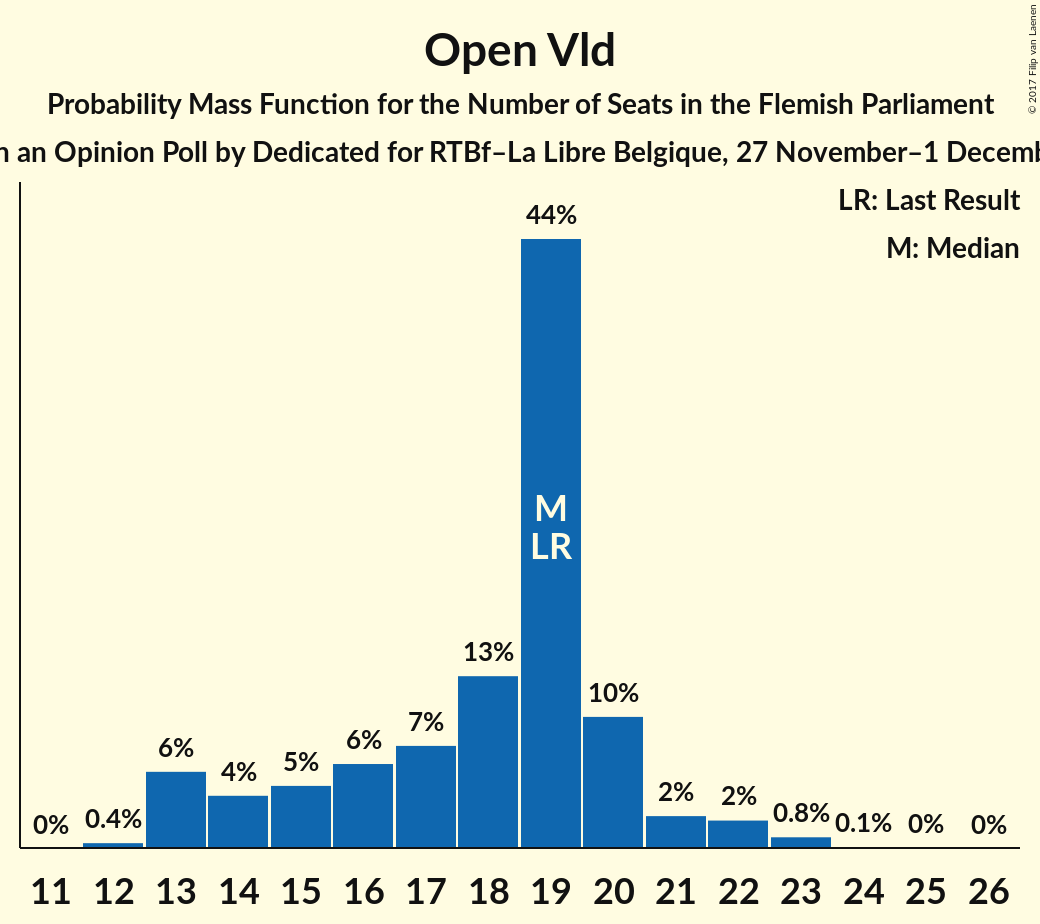 Open Vld
Probability Mass Function for the Number of Seats in the Flemish Parliament
an Opinion Poll by Dedicated for RTBf–La Libre Belgique, 27 November–1
LR: Last Result
M: Median
© 2017 Filip van Laenen
0% 0.4% 6% 4% 5% 6% 7% 13% 44% 10% 2% 2% 0.8% 0.1% 0% 0%
M
LR
11 12 13 14 15 16 17 18 19 20 21 22 23 24 25 26